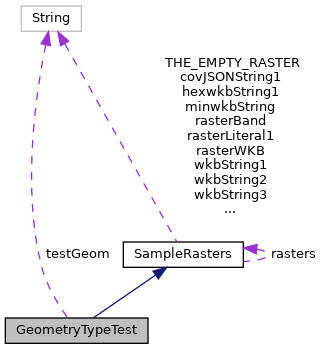 String
THE_EMPTY_RASTER
covJSONString1
hexwkbString1
minwkbString
rasterBand
rasterLiteral1
rasterWKB
wkbString1
wkbString2
wkbString3
...
testGeom
SampleRasters
rasters
GeometryTypeTest